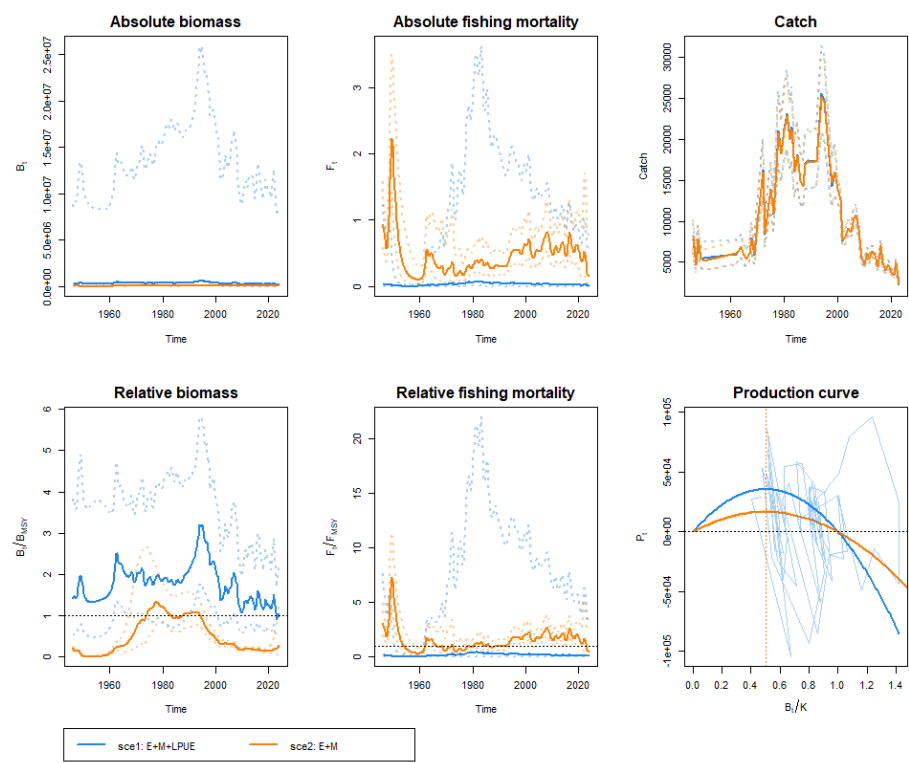 Absolute biomass
Absolute fishing mortality
Catch
0.0e+00 5.0e+06 1.0e+07 1.5e+07 2.0e+07 2.5e+07
Bt
1960 1980 2000 2020
Time
0 1 2 3
Ft
1960 1980 2000 2020
Time
5000 10000 15000 20000 25000 30000
Catch
1960 1980 2000 2020
Time
Relative biomass
Relative fishing mortality
Production curve
0 1 2 3 4 5 6
Bt/BMSY
1960 1980 2000 2020
Time
0 5 10 15 20
Ft/FMSY
1960 1980 2000 2020
Time
-1e+05 -5e+04 0e+00 5e+04 1e+05
Pt
0.0 0.2 0.4 0.6 0.8 1.0 1.2 1.4
Bt/K
sce1: E+M+LPUE
sce2: E+M